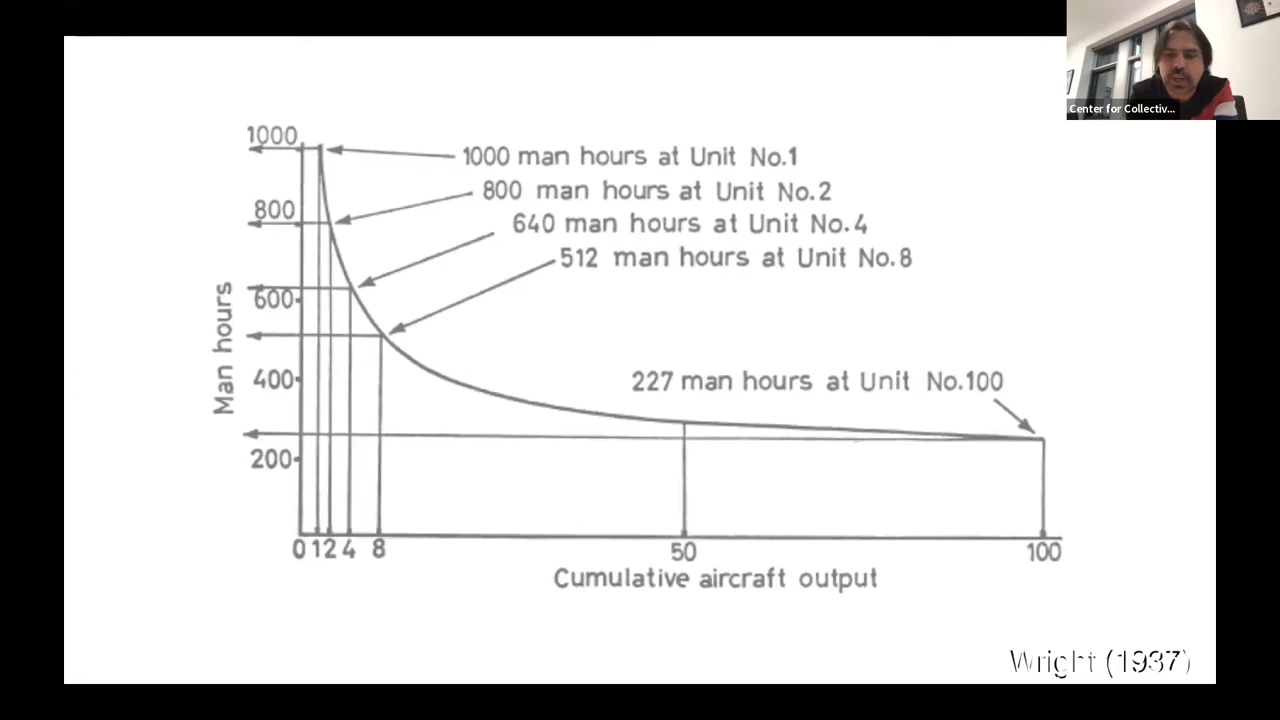 Center for Collectiv...
1000
1000 man hours at Unit No.1
800 man hours at Unit No.2
800
640 man hours at Unit No.4
512 man hours at Unit No.8
600
Man hours
400
227 man hours at Unit No.100
200
0 1 2 4 8 50 100
Cumulative aircraft output
Wright (1937)